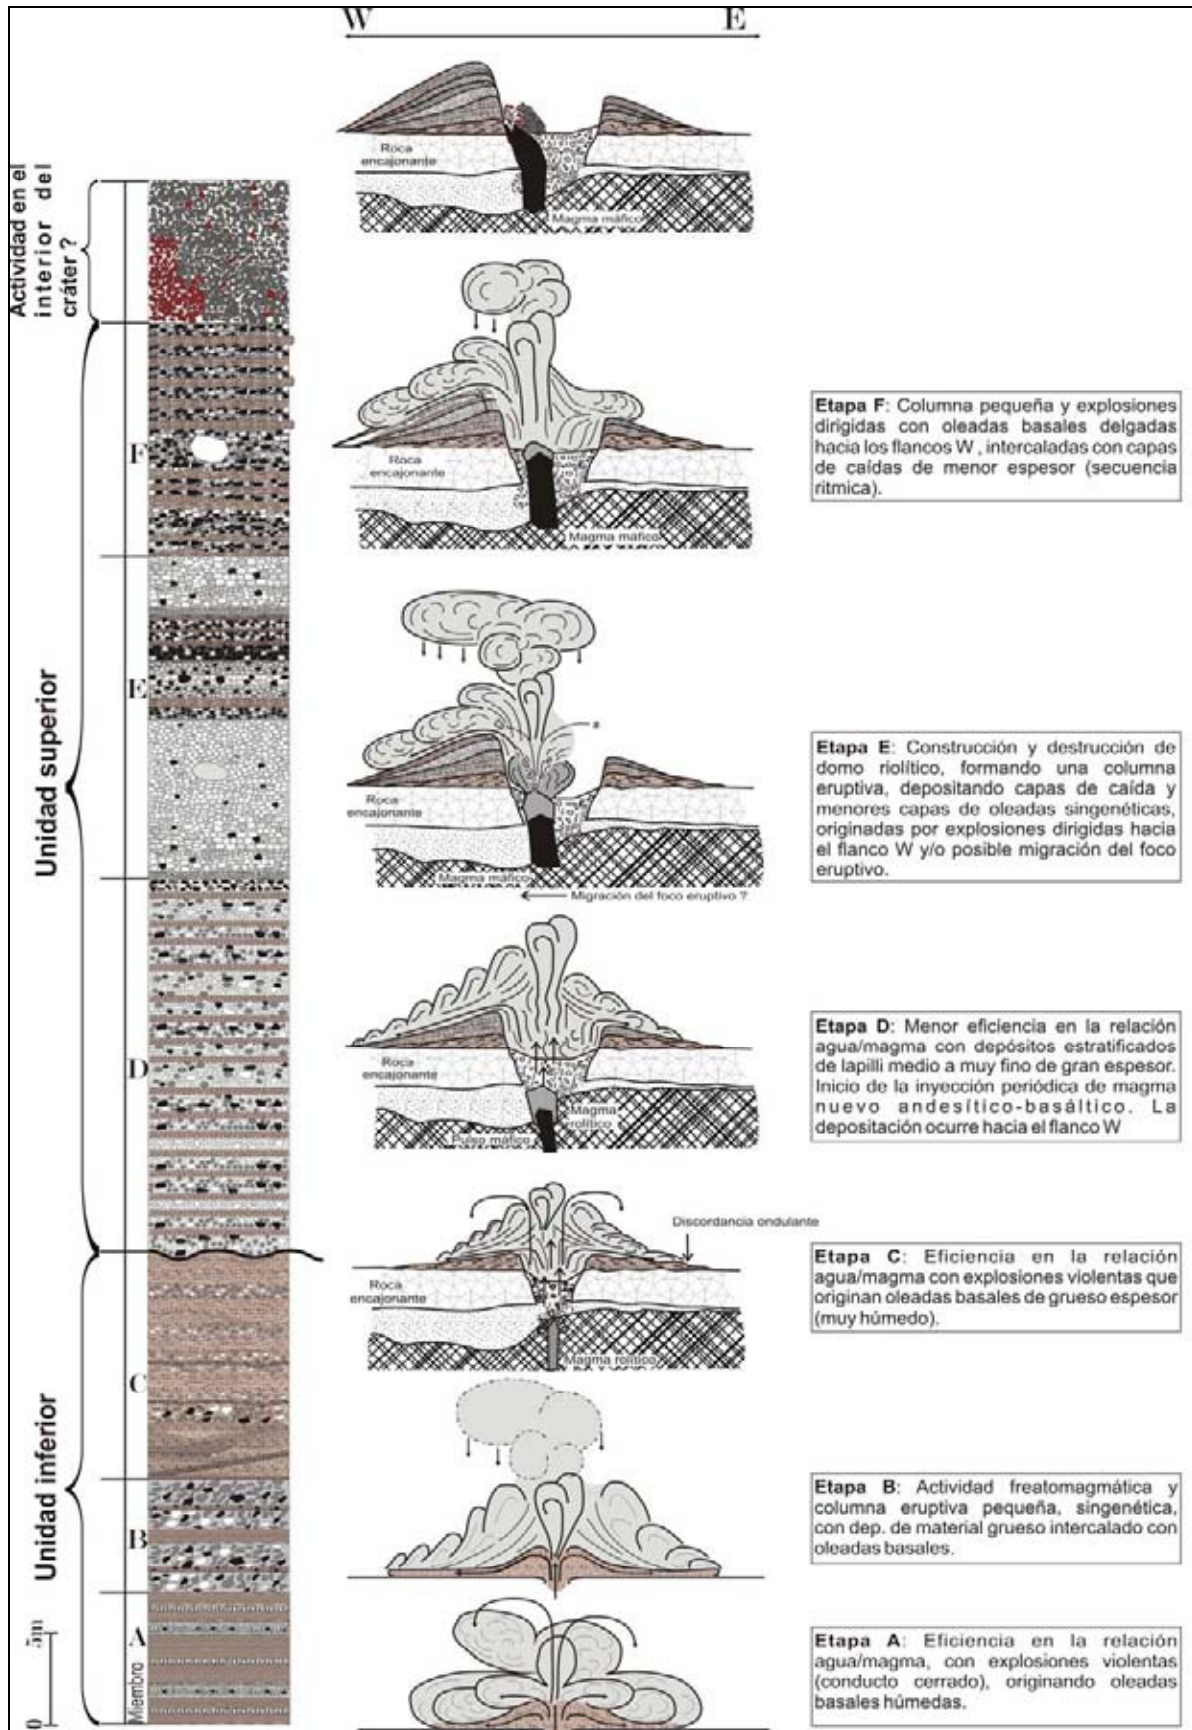 W E
Roca
encajonante
Magma máfico
Actividad en el
interior del
cráter ?
Roca
encajonante
Magma máfico
F
Etapa F: Columna pequeña y explosiones
dirigidas con oleadas basales delgadas
hacia los flancos W , intercaladas con capas
de caídas de menor espesor (secuencia
rítmica).
Unidad superior
E
a
Roca
encajonante
Magma máfico
Migración del foco eruptivo ?
Etapa E: Construcción y destrucción de
domo riolítico, formando una columna
eruptiva, depositando capas de caída y
menores capas de oleadas singenéticas,
originadas por explosiones dirigidas hacia
el flanco W y/o posible migración del foco
eruptivo.
D
Roca
encajonante
Magma
rolítico
Pulso máfico
Etapa D: Menor eficiencia en la relación
agua/magma con depósitos estratificados
de lapilli medio a muy fino de gran espesor.
Inicio de la inyección periódica de magma
nuevo andesítico-basáltico. La
depositación ocurre hacia el flanco W
Discordancia ondulante
Roca
encajonante
Magma rolítico
Etapa C: Eficiencia en la relación
agua/magma con explosiones violentas que
originan oleadas basales de grueso espesor
(muy húmedo).
Unidad inferior
C
B
Etapa B: Actividad freatomagmática y
columna eruptiva pequeña, singenética,
con dep. de material grueso intercalado con
oleadas basales.
A
Miembro
5m
0
Etapa A: Eficiencia en la relación
agua/magma, con explosiones violentas
(conducto cerrado), originando oleadas
basales húmedas.